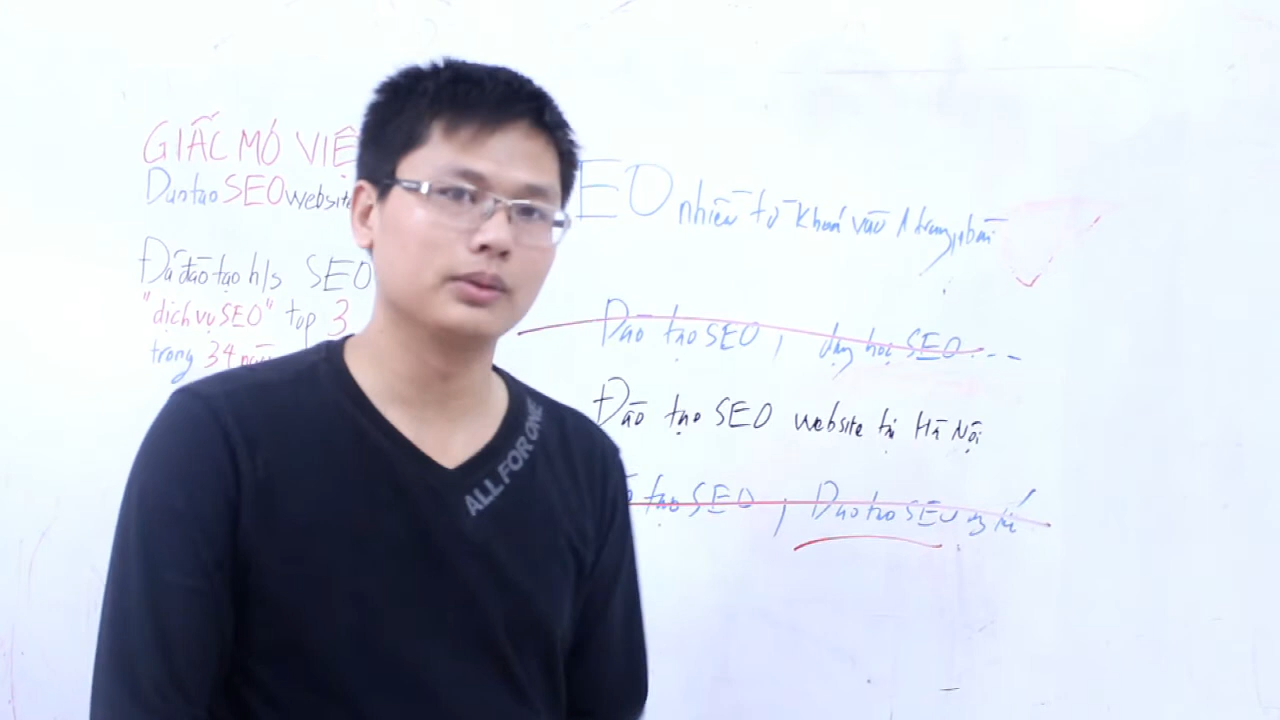 GIẤC MƠ VIỆ
Đào tạo SEO website
Đã đào tạo h/s SEO
"dịch vụ SEO" top 3
trong 34 ngày
SEO nhiều từ khoá vào 1 trang, 1 bài
Đào tạo SEO, dạy học SEO...
Đào tạo SEO website tại Hà Nội
tạo SEO, Đào tạo SEO
ALL FOR ONE